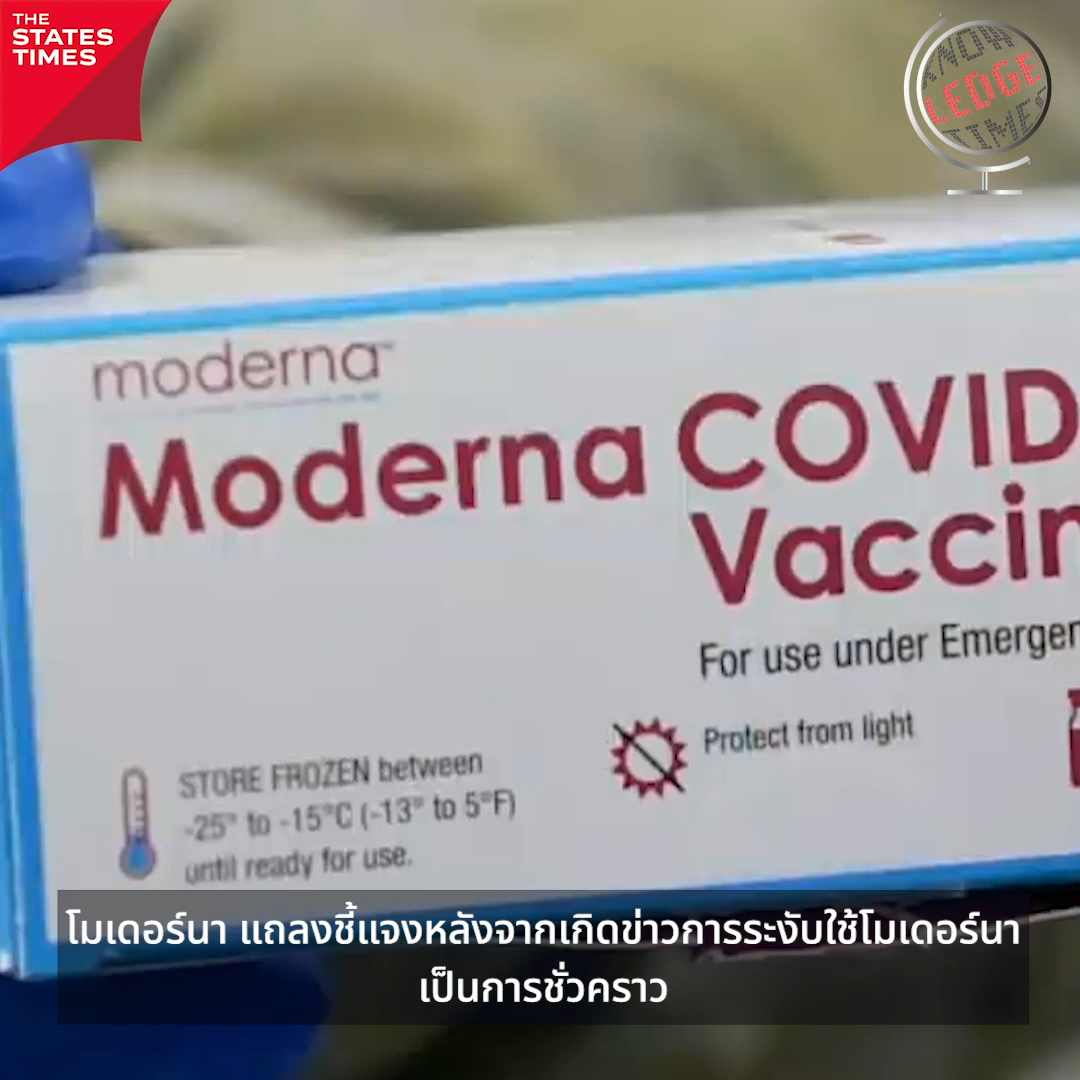 THE
STATES
TIMES
KNOW
LEDGE
TIMES
moderna
Moderna COVID
Vaccin
For use under Emergen
Protect from light
STORE FROZEN between
-25° to -15°C (-13° to 5°F)
until ready for use.
โมเดอร์นา แถลงชี้แจงหลังจากเกิดข่าวการระงับใช้โมเดอร์นา
เป็นการชั่วคราว